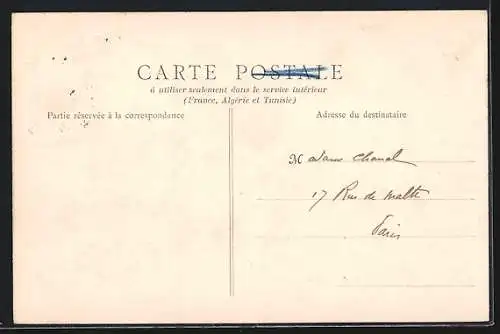 CARTE POSTALE
à utiliser seulement dans le service intérieur
(France, Algérie et Tunisie)
Partie réservée à la correspondance
Adresse du destinataire
Madame Chanal
17 Rue de Malte
Paris